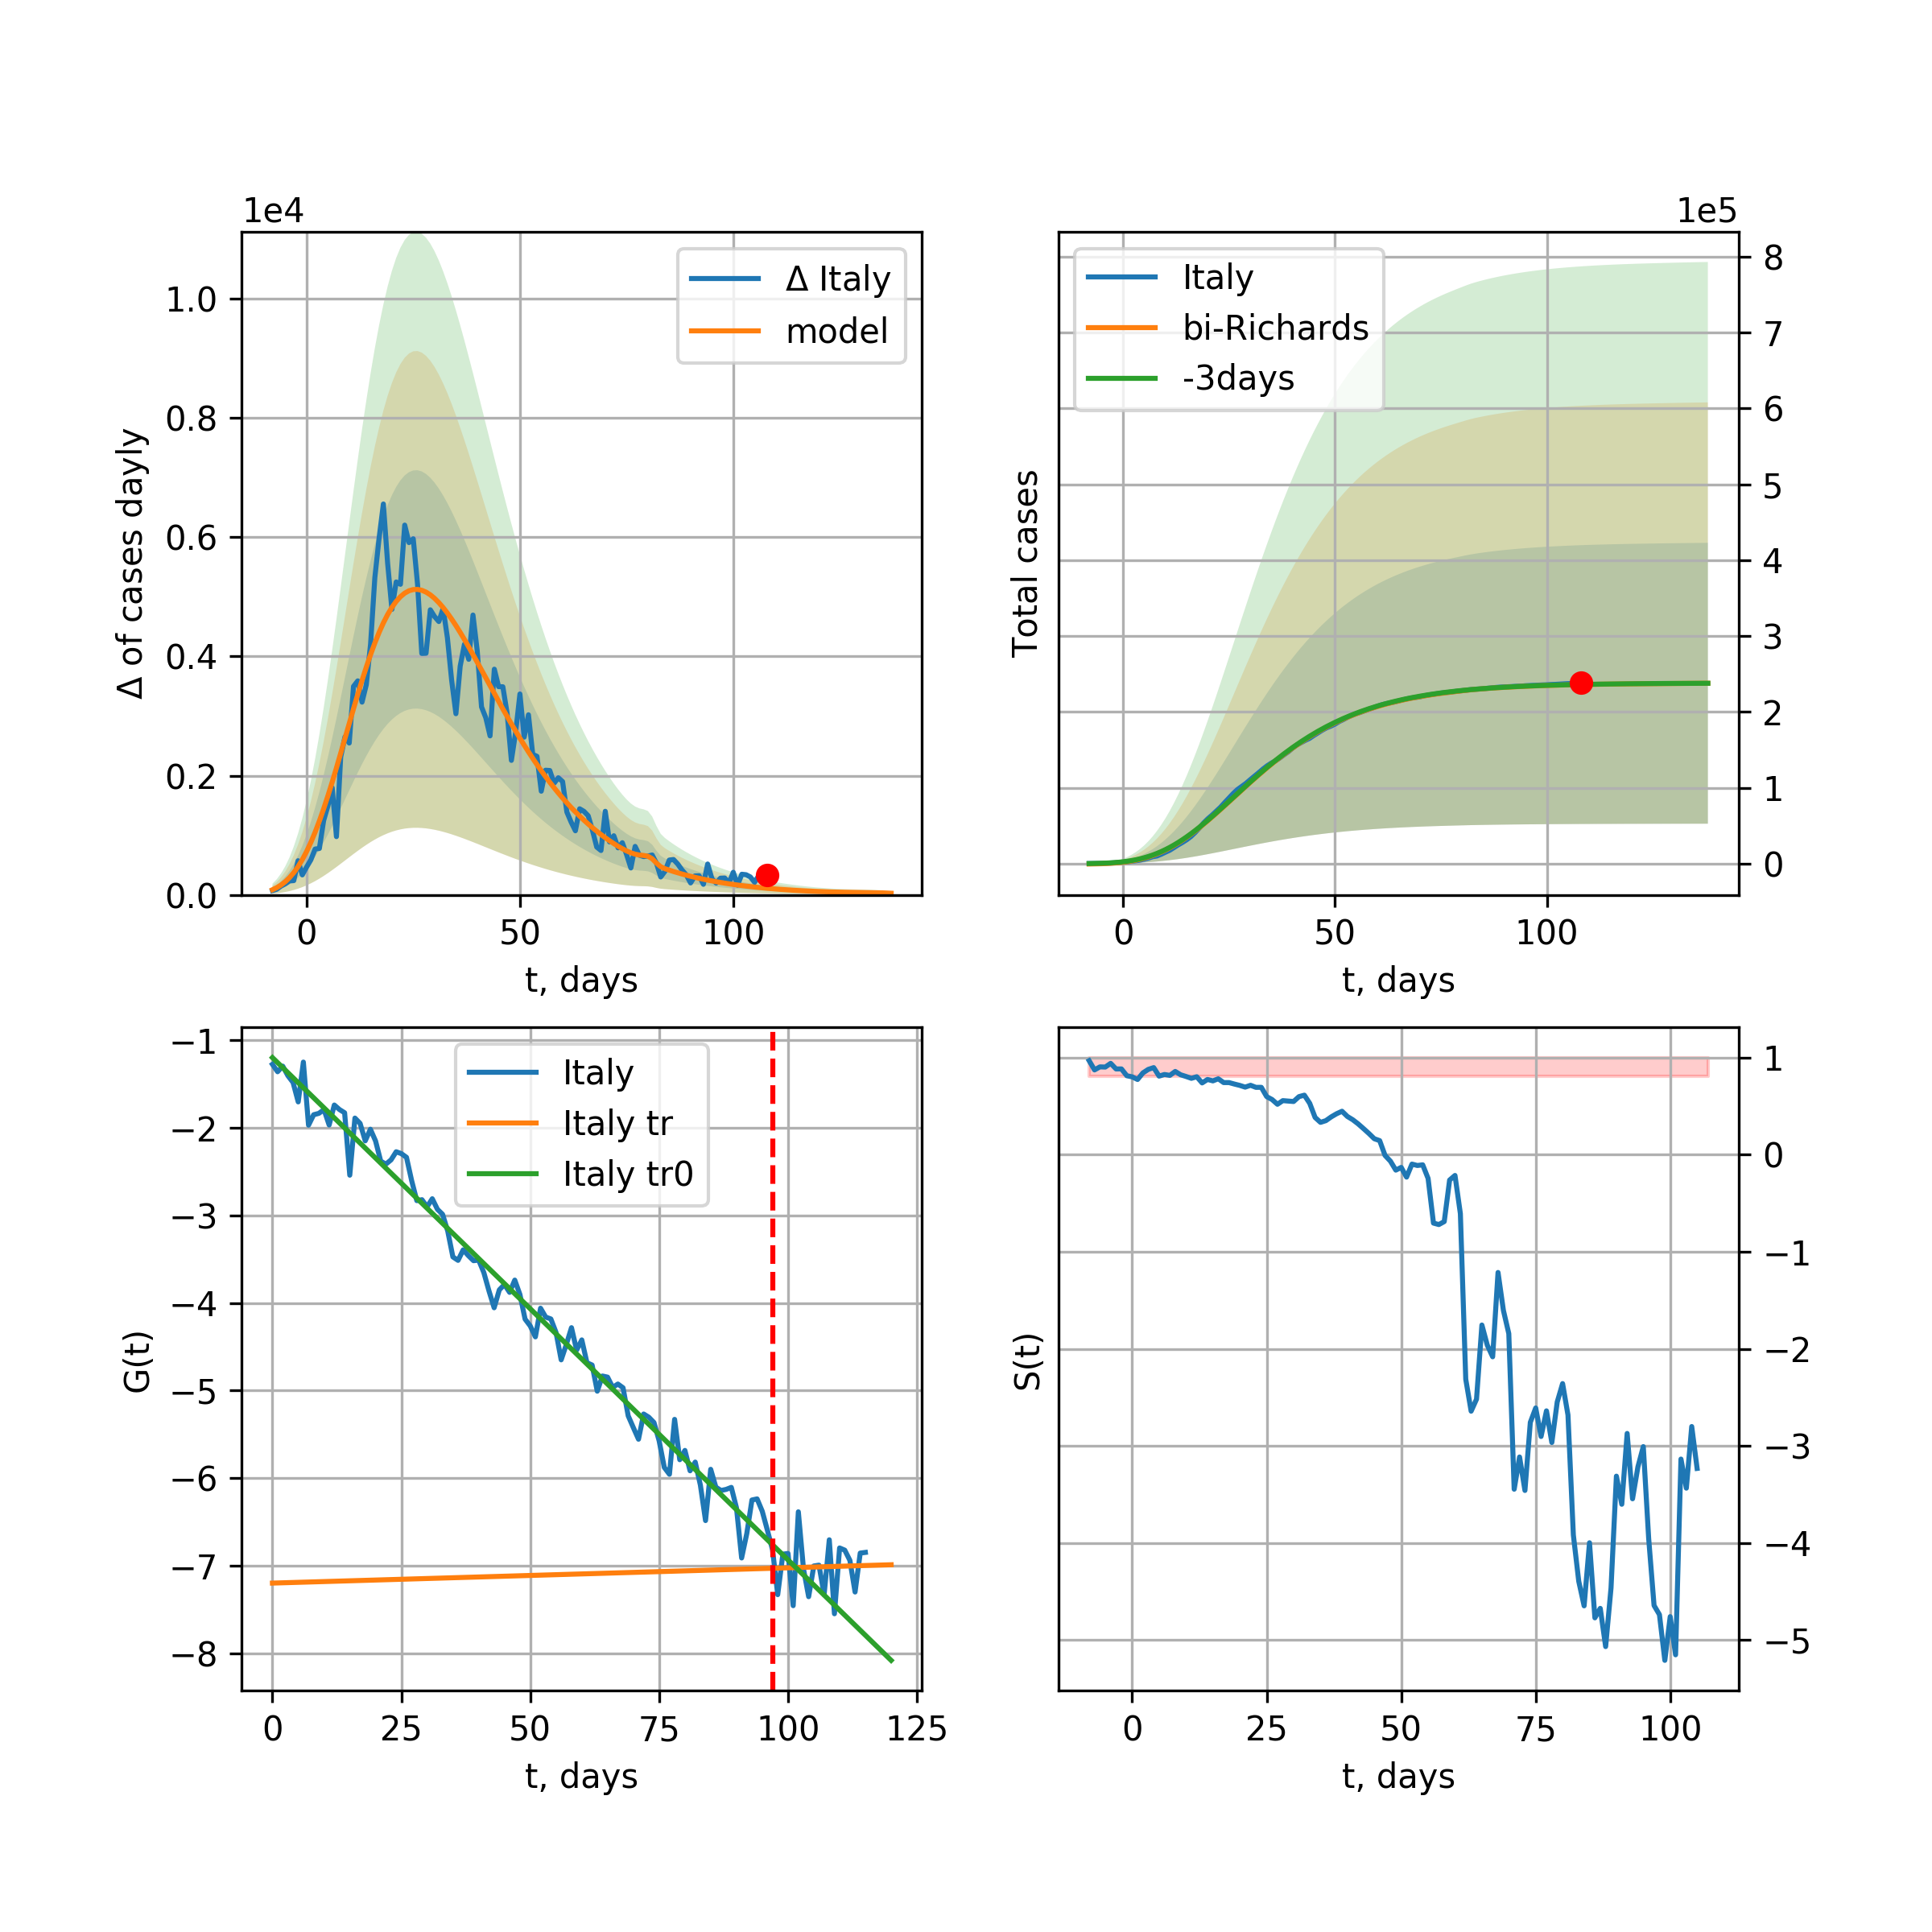 1e4
1.0
0.8
0.6
0.4
0.2
0.0
Δ of cases dayly
Δ Italy
model
0 50 100
t, days
1e5
8
7
6
5
4
3
2
1
0
Total cases
Italy
bi-Richards
-3days
0 50 100
t, days
−1
−2
−3
−4
−5
−6
−7
−8
G(t)
Italy
Italy tr
Italy tr0
0 25 50 75 100 125
t, days
1
0
−1
−2
−3
−4
−5
S(t)
0 25 50 75 100
t, days